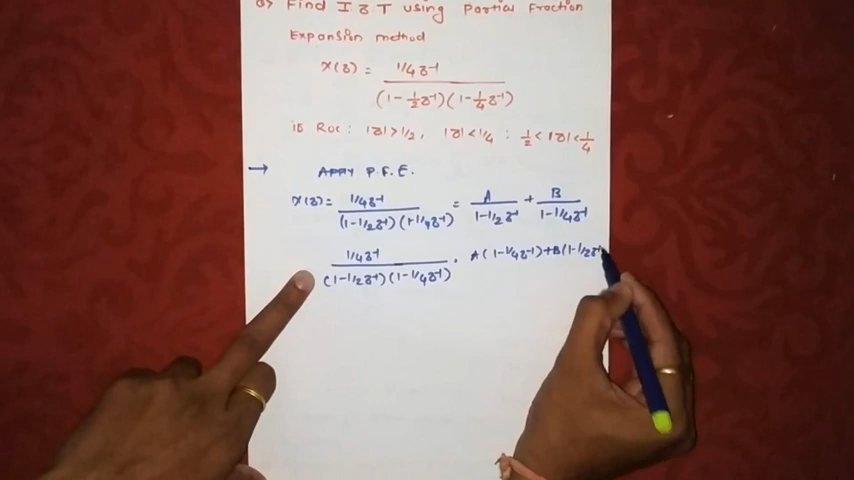 Q> Find I Z T using Partial Fraction
Expansion method
X(z) = 1/4 z⁻¹ / (1 - 1/2 z⁻¹)(1 - 1/4 z⁻¹)
is Roc: |z| > 1/2, |z| < 1/4 : 1/2 < |z| < 1/4
→ Apply P.F.E.
X(z) = 1/4 z⁻¹ / (1-1/2 z⁻¹)(1-1/4 z⁻¹) = A / 1-1/2 z⁻¹ + B / 1-1/4 z⁻¹
1/4 z⁻¹ / (1-1/2 z⁻¹)(1-1/4 z⁻¹) = A(1-1/4 z⁻¹)+B(1-1/2 z⁻¹